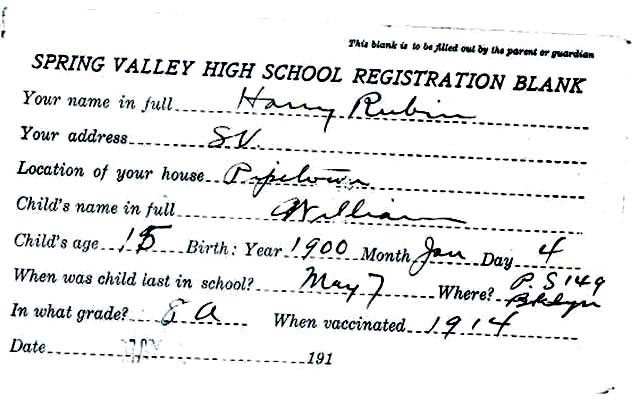 This blank is to be filled out by the parent or guardian
SPRING VALLEY HIGH SCHOOL REGISTRATION BLANK
Your name in full Harry Rubin
Your address S.V.
Location of your house Pipetown
Child's name in full William
Child's age 15 Birth: Year 1900 Month Jan Day 4
When was child last in school? May 7 Where? P.S 149 Bklyn
In what grade? 8 A When vaccinated 1914
Date 191